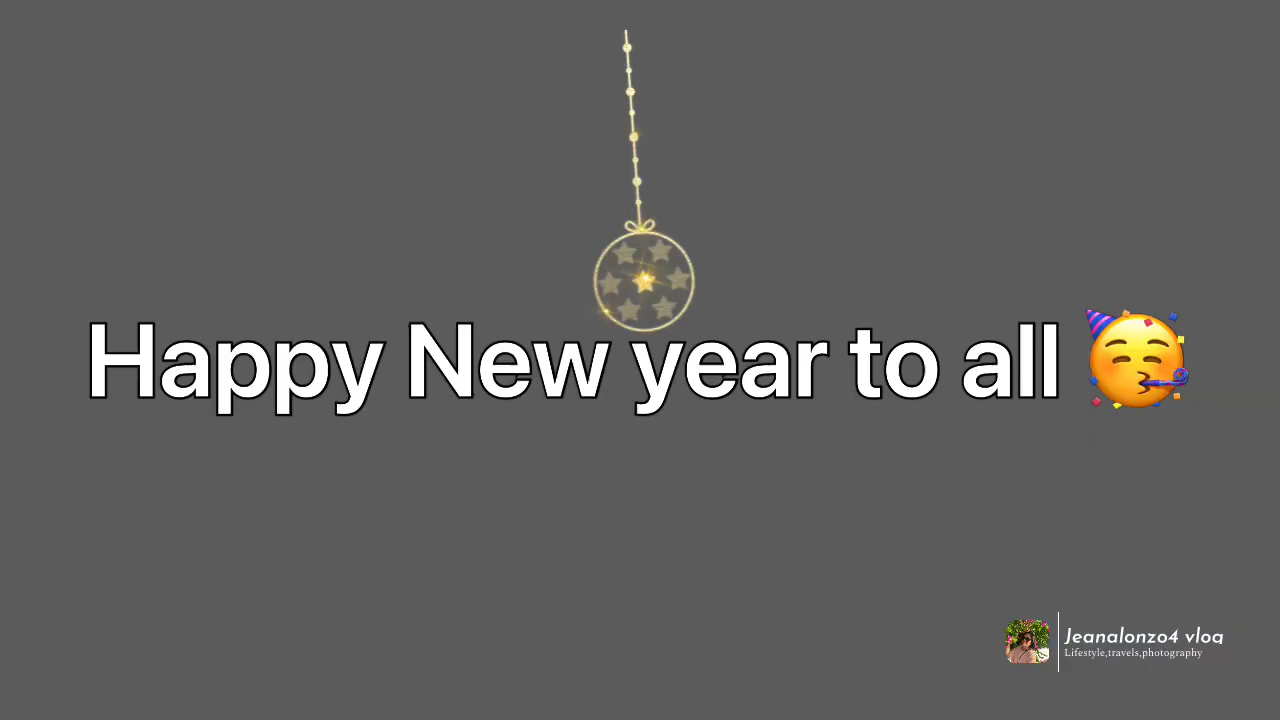 Happy New year to all 🥳
Jeanalonzo4 vlog
Lifestyle,travels,photography